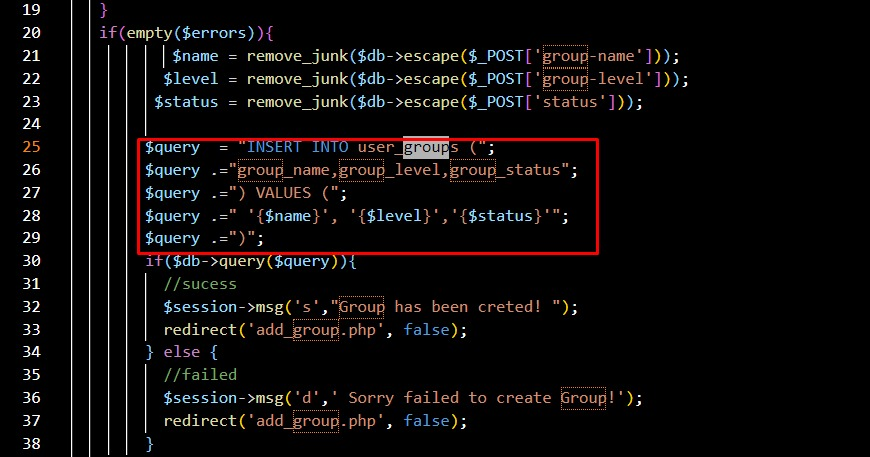 19 }
20 if(empty($errors)){
21 $name = remove_junk($db->escape($_POST['group-name']));
22 $level = remove_junk($db->escape($_POST['group-level']));
23 $status = remove_junk($db->escape($_POST['status']));
24
25 $query  = "INSERT INTO user_groups (";
26 $query .="group_name,group_level,group_status";
27 $query .=") VALUES (";
28 $query .=" '{$name}', '{$level}','{$status}'";
29 $query .=")";
30 if($db->query($query)){
31 //sucess
32 $session->msg('s',"Group has been creted! ");
33 redirect('add_group.php', false);
34 } else {
35 //failed
36 $session->msg('d',' Sorry failed to create Group!');
37 redirect('add_group.php', false);
38 }